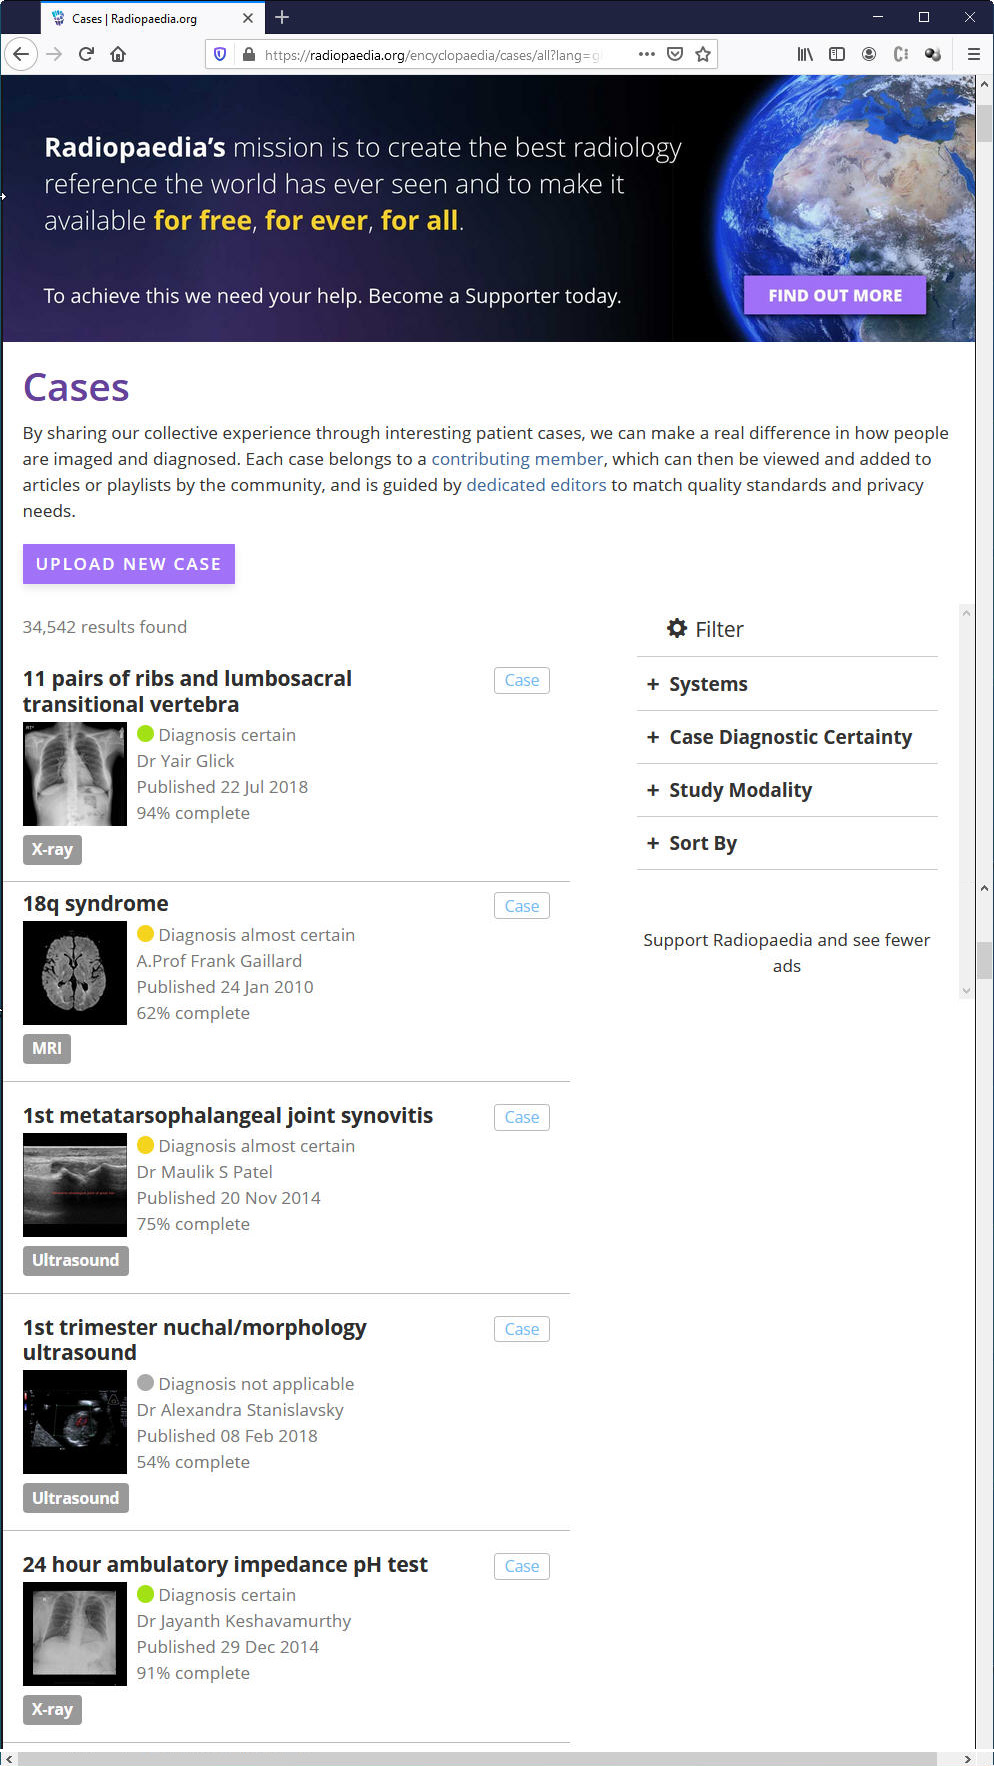 Cases | Radiopaedia.org
https://radiopaedia.org/encyclopaedia/cases/all?lang=g
Radiopaedia's mission is to create the best radiology
reference the world has ever seen and to make it
available for free, for ever, for all.
To achieve this we need your help. Become a Supporter today.
FIND OUT MORE
Cases
By sharing our collective experience through interesting patient cases, we can make a real difference in how people
are imaged and diagnosed. Each case belongs to a contributing member, which can then be viewed and added to
articles or playlists by the community, and is guided by dedicated editors to match quality standards and privacy
needs.
UPLOAD NEW CASE
34,542 results found
11 pairs of ribs and lumbosacral
transitional vertebra
Case
Diagnosis certain
Dr Yair Glick
Published 22 Jul 2018
94% complete
X-ray
18q syndrome
Case
Diagnosis almost certain
A.Prof Frank Gaillard
Published 24 Jan 2010
62% complete
MRI
1st metatarsophalangeal joint synovitis
Case
Diagnosis almost certain
Dr Maulik S Patel
Published 20 Nov 2014
75% complete
Ultrasound
1st trimester nuchal/morphology
ultrasound
Case
Diagnosis not applicable
Dr Alexandra Stanislavsky
Published 08 Feb 2018
54% complete
Ultrasound
24 hour ambulatory impedance pH test
Case
Diagnosis certain
Dr Jayanth Keshavamurthy
Published 29 Dec 2014
91% complete
X-ray
Filter
+ Systems
+ Case Diagnostic Certainty
+ Study Modality
+ Sort By
Support Radiopaedia and see fewer
ads